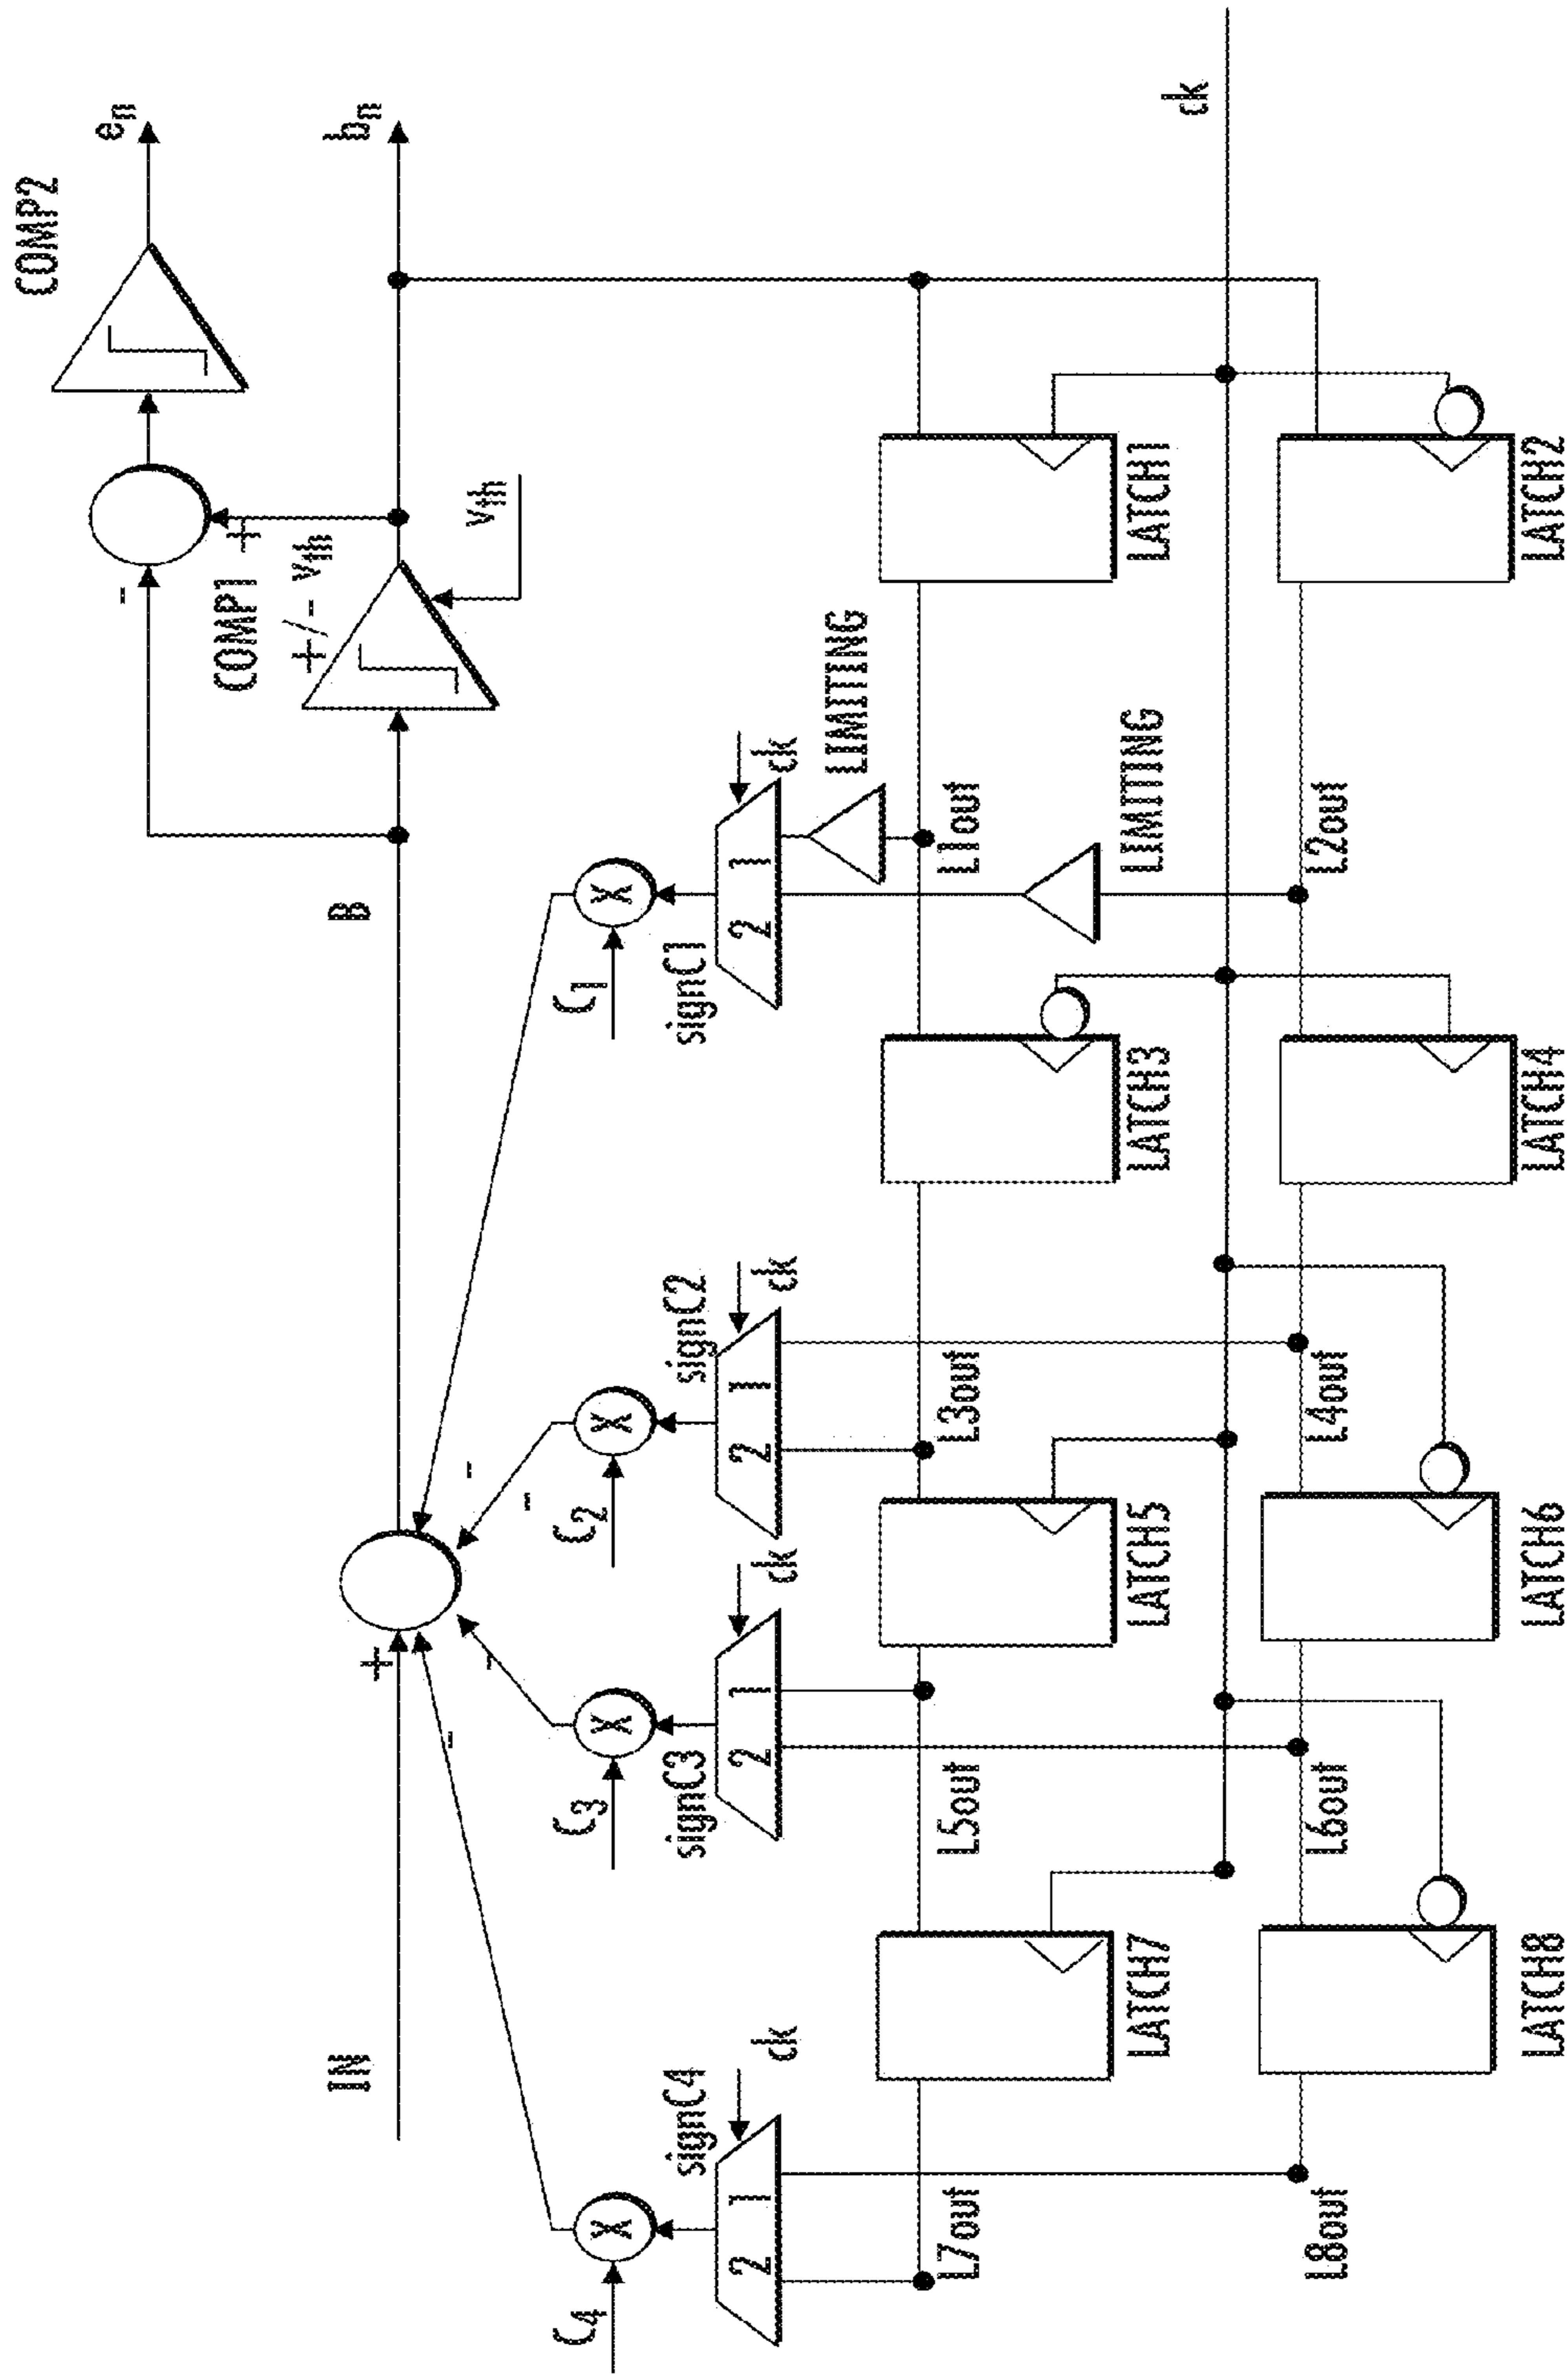 COMP2
e_n
b_n
-
+
COMP1
+/- v_th
v_th
B
IN
+
-
-
-
-
C_4
X
C_3
X
C_2
X
C_1
X
signC4
signC3
signC2
signC1
2 1
ck
2 1
ck
2 1
ck
2 1
ck
LIMITING
LIMITING
L7out
L5out
L3out
L1out
LATCH7
LATCH5
LATCH3
LATCH1
ck
L8out
L6out
L4out
L2out
LATCH8
LATCH6
LATCH4
LATCH2